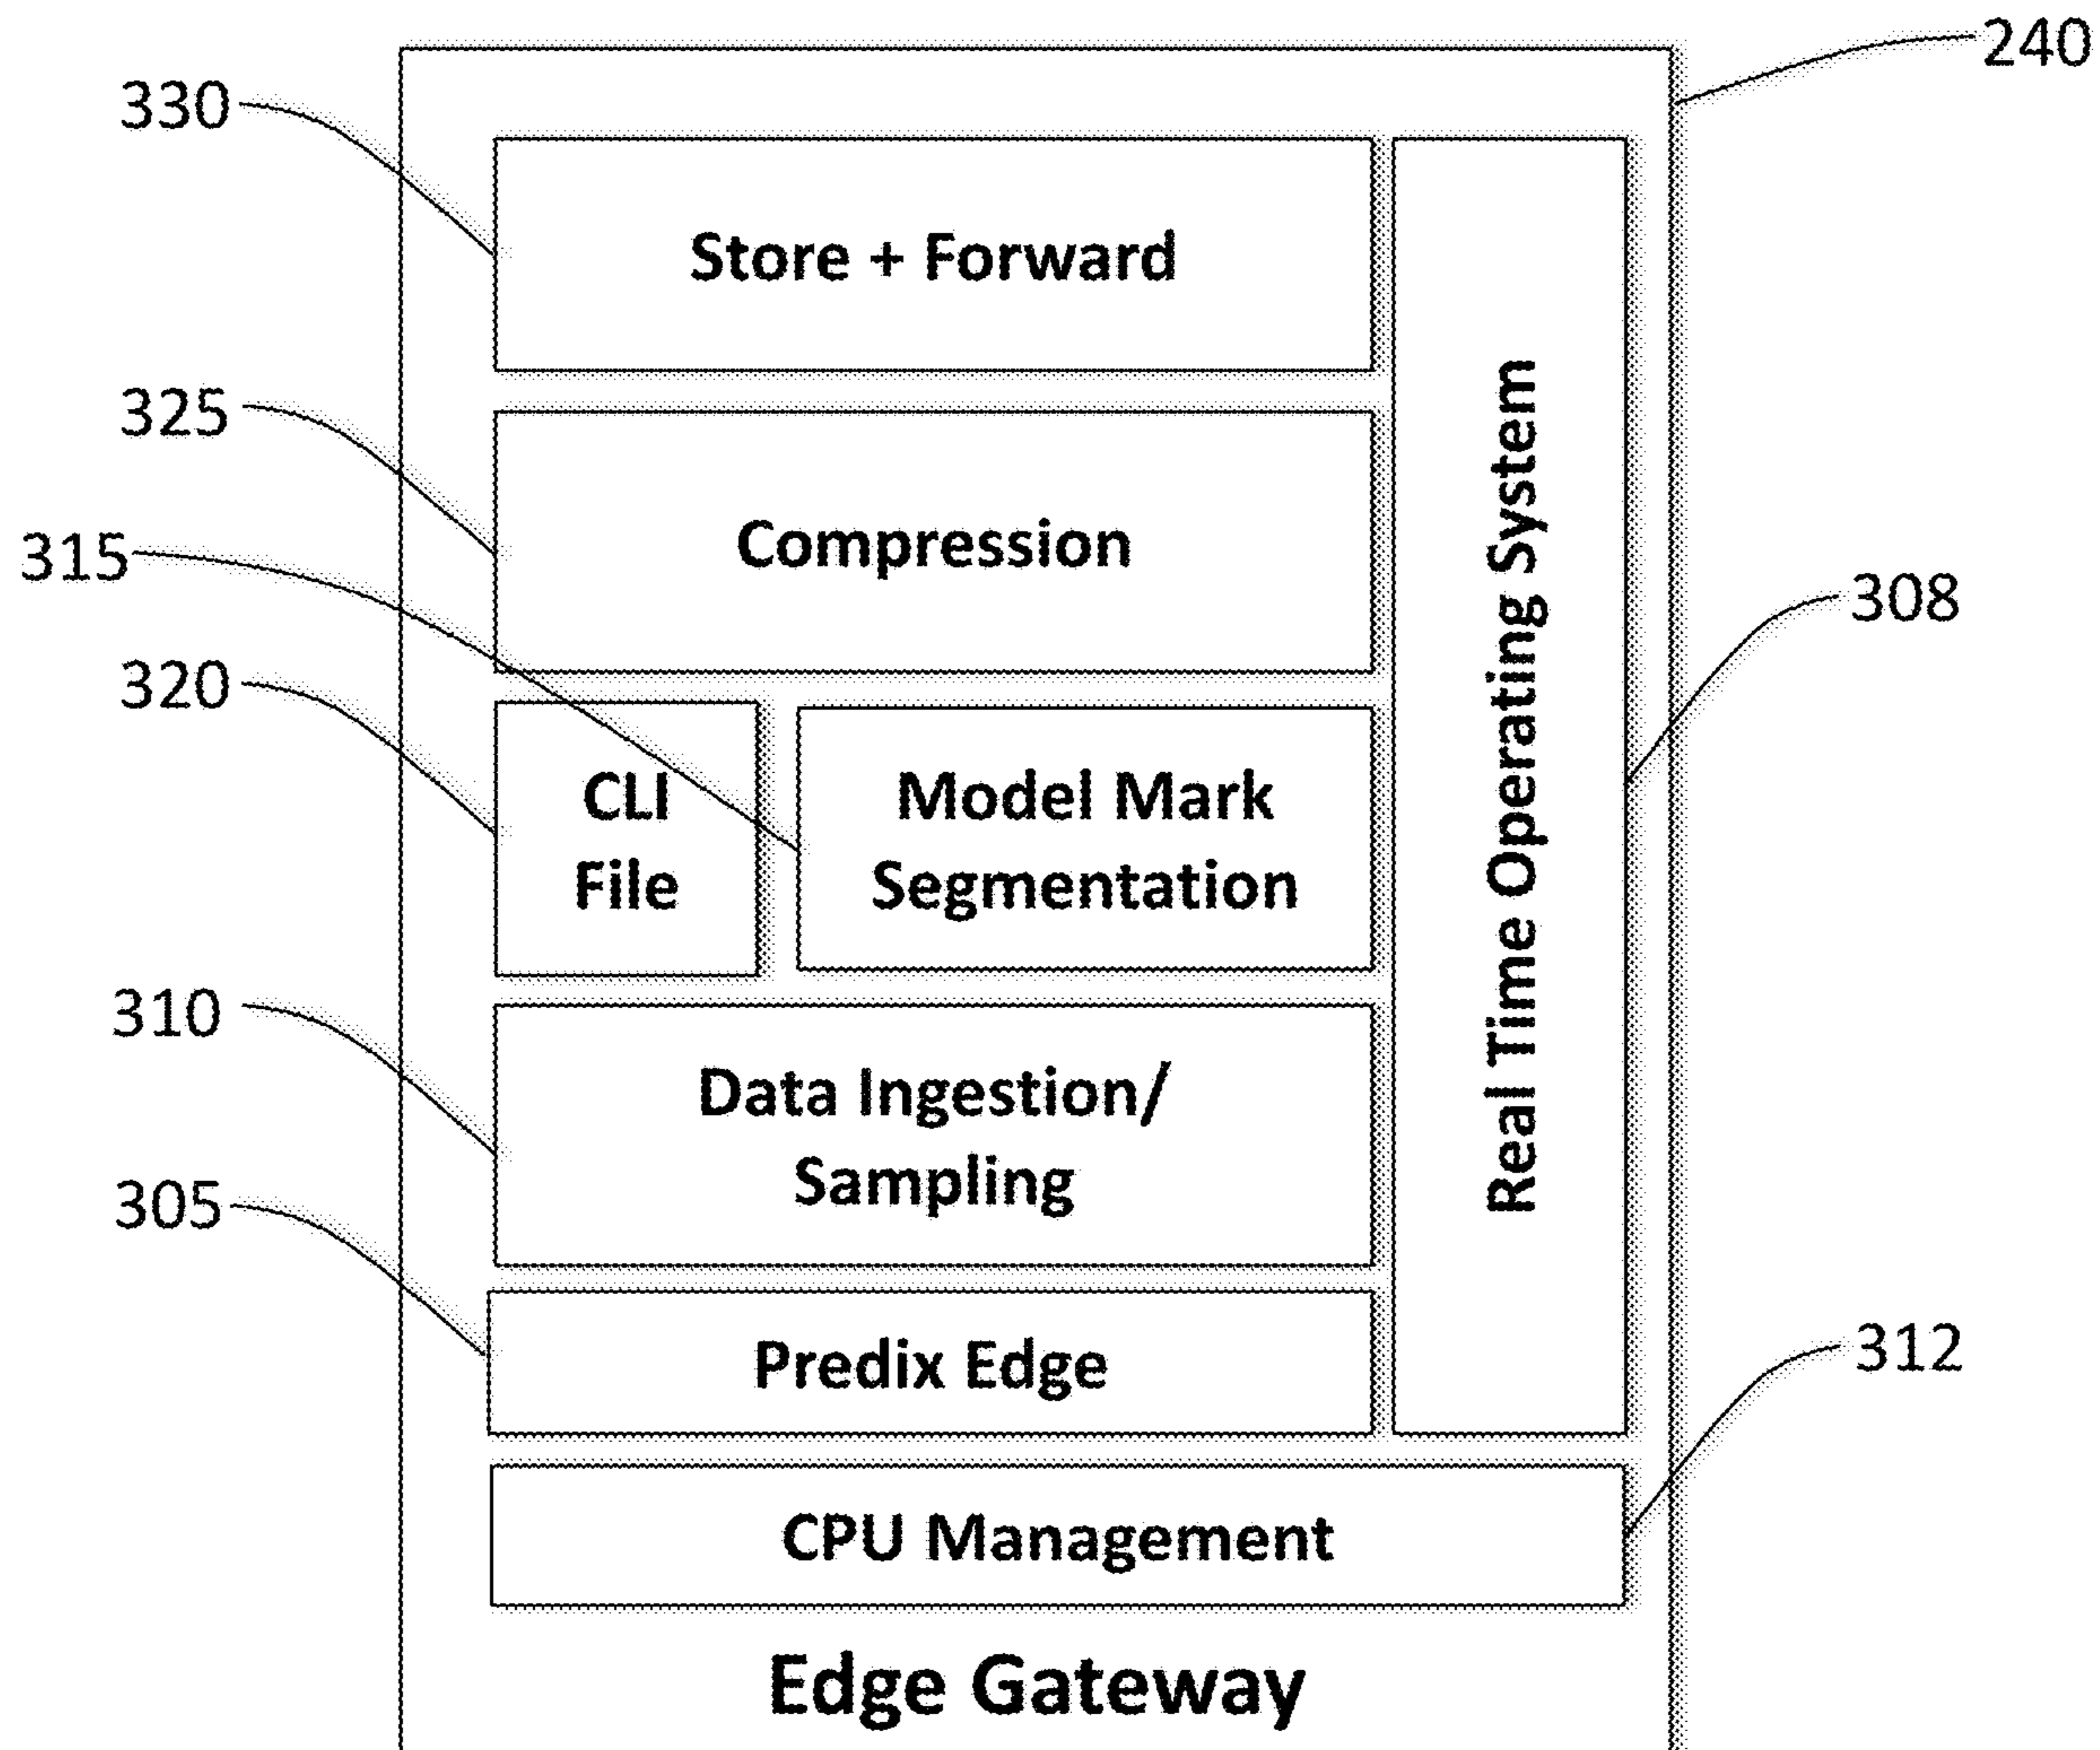 240
330
Store + Forward
325
Compression
315
308
320
CLI
File
Model Mark
Segmentation
Real Time Operating System
310
Data Ingestion/
Sampling
305
Predix Edge
312
CPU Management
Edge Gateway